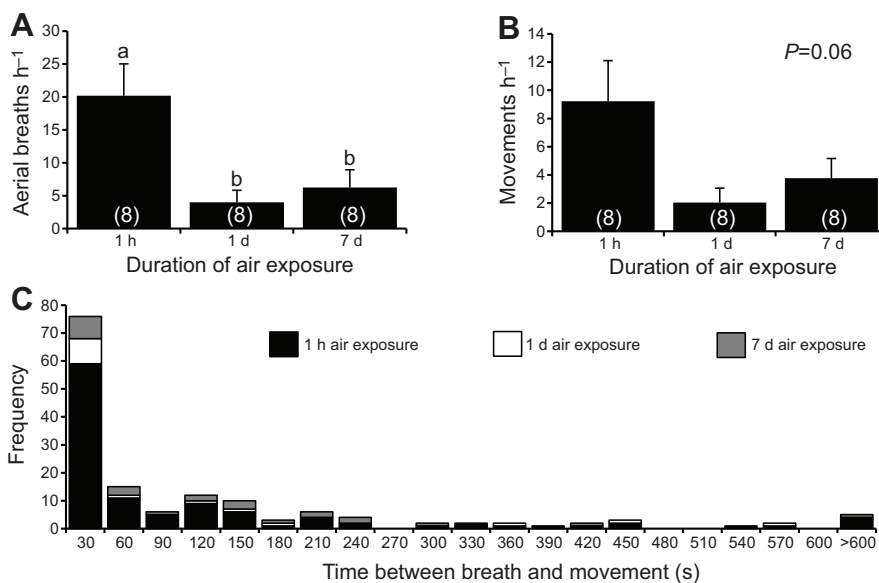 A
Aerial breaths h–1
30
25
20
15
10
5
0
a
b
b
(8)
(8)
(8)
1 h
1 d
7 d
Duration of air exposure
B
Movements h–1
14
12
10
8
6
4
2
0
P=0.06
(8)
(8)
(8)
1 h
1 d
7 d
Duration of air exposure
C
Frequency
80
70
60
50
40
30
20
10
0
1 h air exposure
1 d air exposure
7 d air exposure
30 60 90 120 150 180 210 240 270 300 330 360 390 420 450 480 510 540 570 600 >600
Time between breath and movement (s)